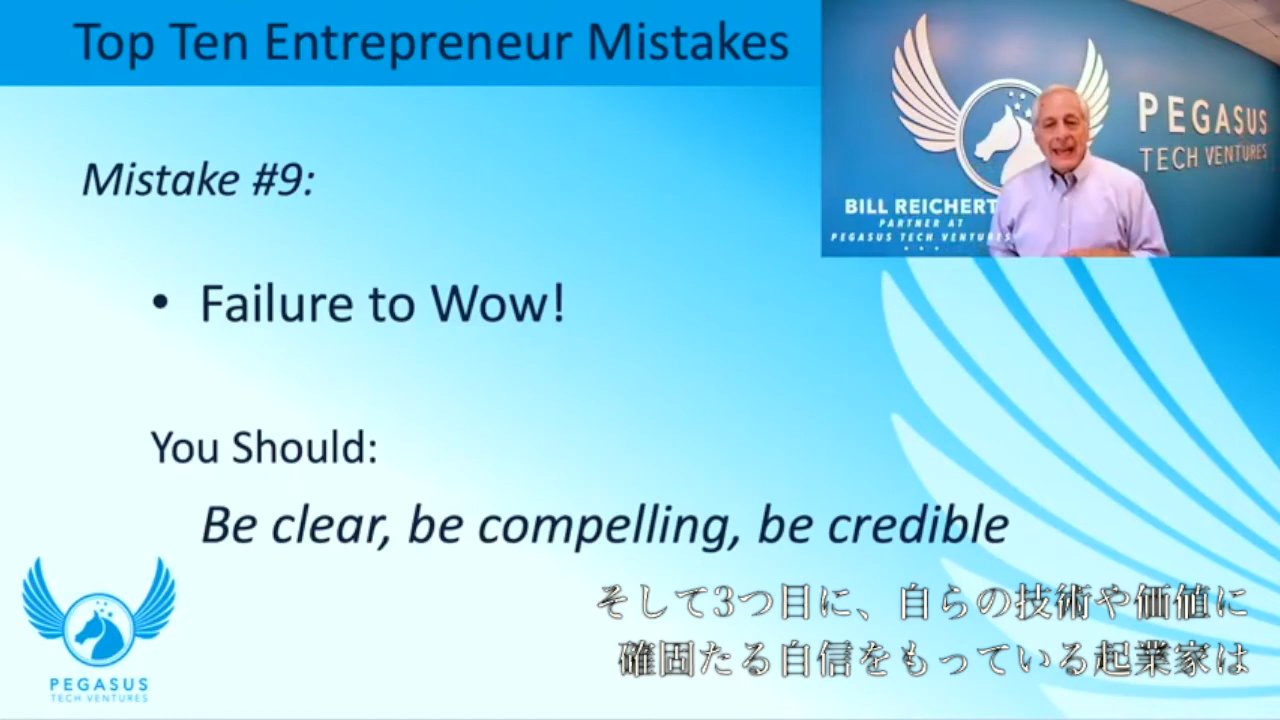 Top Ten Entrepreneur Mistakes
PEGASUS
TECH VENTURES
BILL REICHERT
PARTNER AT
PEGASUS TECH VENTURES
Mistake #9:
• Failure to Wow!
You Should:
Be clear, be compelling, be credible
そして3つ目に、自らの技術や価値に
確固たる自信をもっている起業家は
PEGASUS
TECH VENTURES